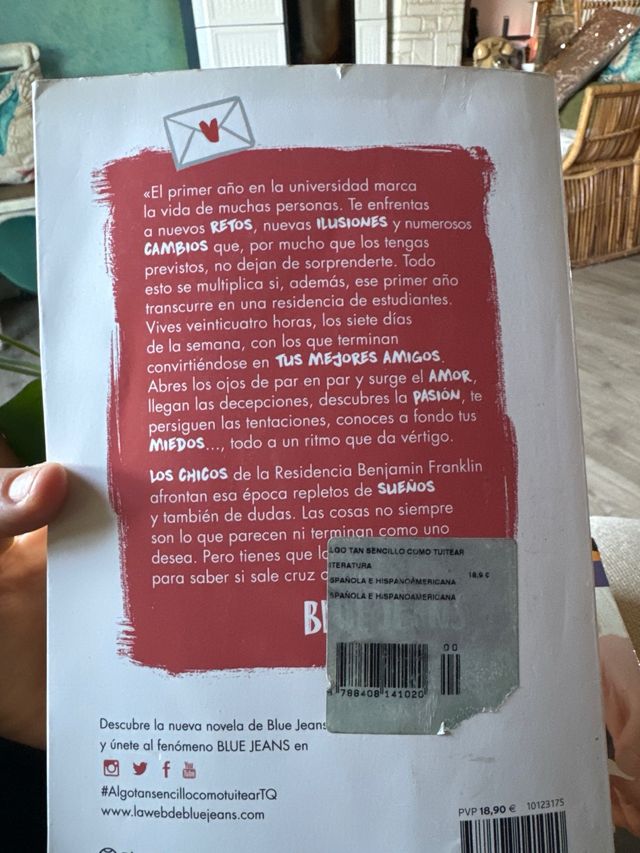 «El primer año en la universidad marca
la vida de muchas personas. Te enfrentas
a nuevos RETOS, nuevas ILUSIONES y numerosos
CAMBIOS que, por mucho que los tengas
previstos, no dejan de sorprenderte. Todo
esto se multiplica si, además, ese primer año
transcurre en una residencia de estudiantes.
Vives veinticuatro horas, los siete días
de la semana, con los que terminan
convirtiéndose en TUS MEJORES AMIGOS.
Abres los ojos de par en par y surge el AMOR,
llegan las decepciones, descubres la PASIÓN, te
persiguen las tentaciones, conoces a fondo tus
MIEDOS..., todo a un ritmo que da vértigo.
LOS CHICOS de la Residencia Benjamin Franklin
afrontan esa época repletos de SUEÑOS
y también de dudas. Las cosas no siempre
son lo que parecen ni terminan como uno
desea. Pero tienes que
para saber si sale cruz
LGO TAN SENCILLO COMO TUITEAR
ITERATURA
SPAÑOLA E HISPANOAMERICANA 18,9 €
SPAÑOLA E HISPANOAMERICANA
BLUE JEANS
00
788408 141020
Descubre la nueva novela de Blue Jeans
y únete al fenómeno BLUE JEANS en
You Tube
#AlgotansencillocomotuitearTQ
www.lawebdebluejeans.com
PVP 18,90 € 10123175